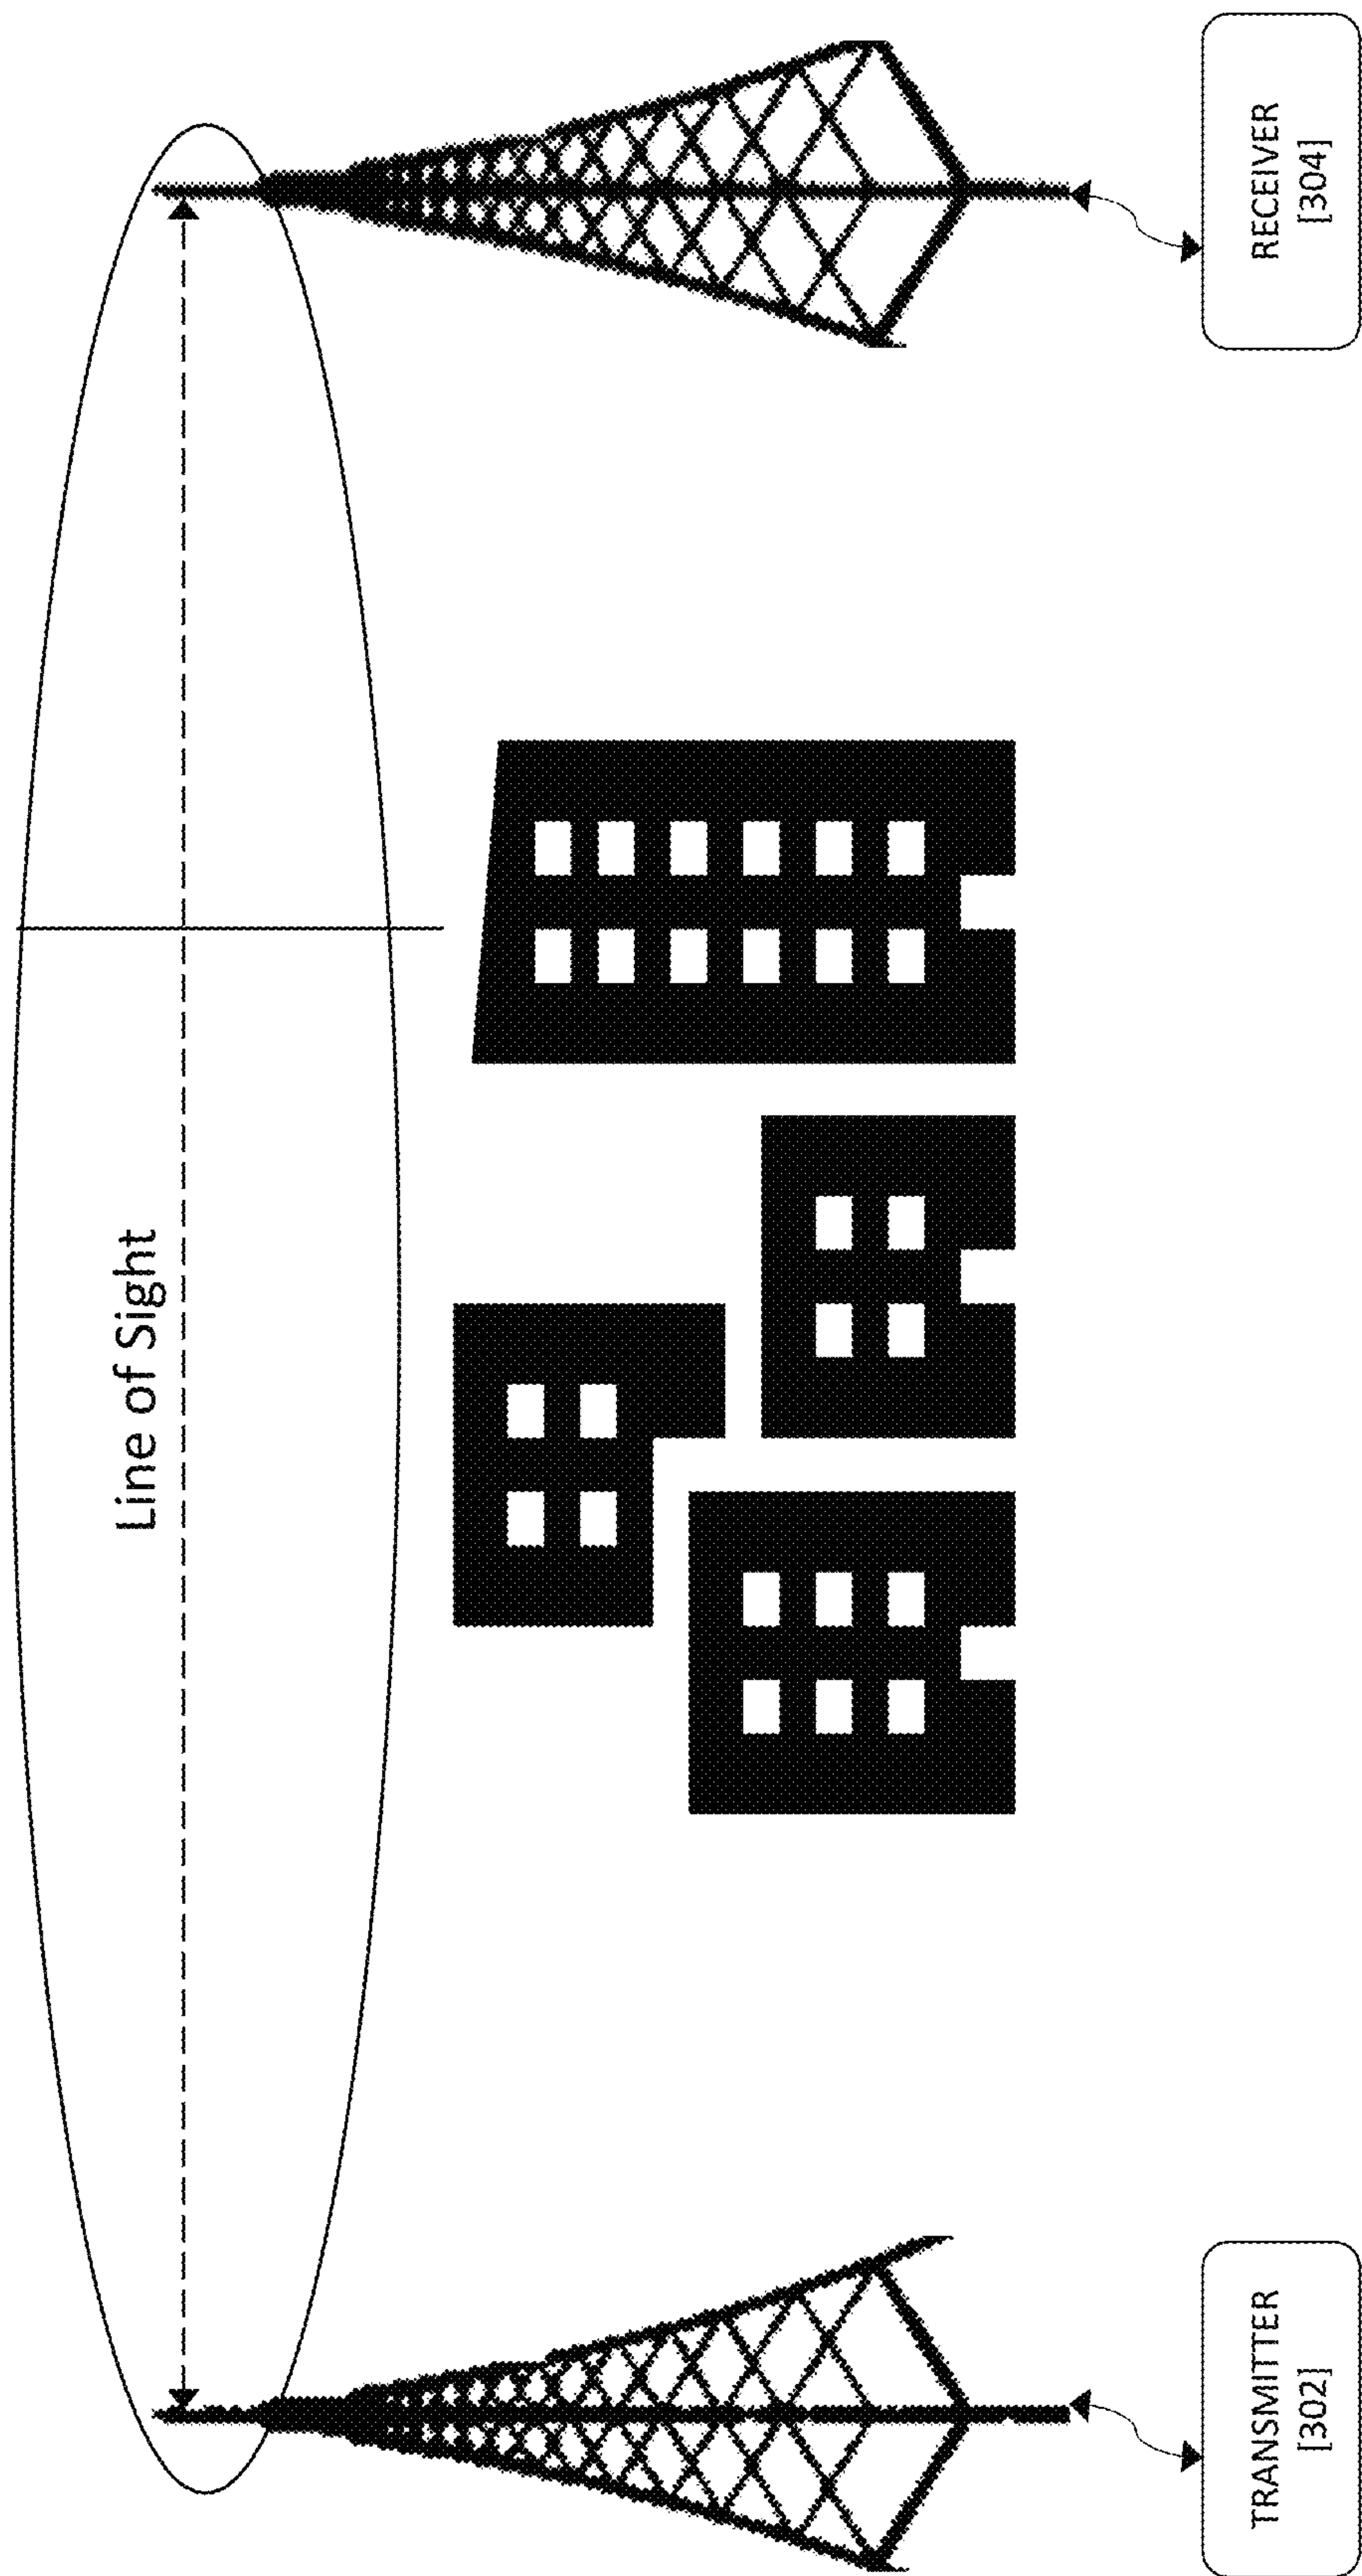 Line of Sight
TRANSMITTER
[302]
RECEIVER
[304]